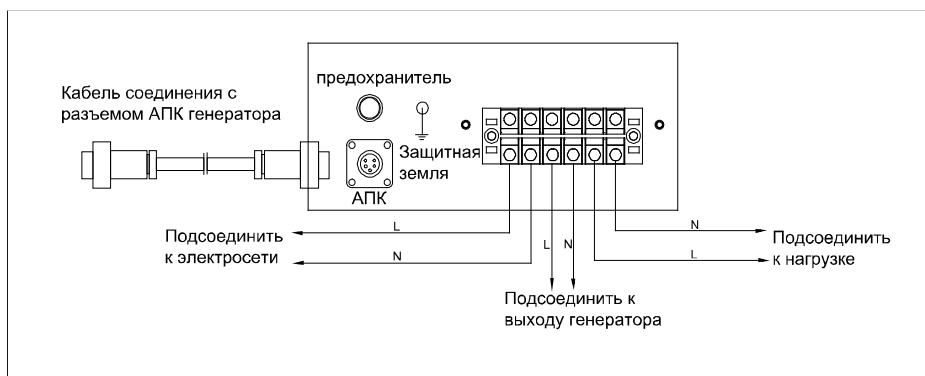 предохранитель
Кабель соединения с
разъемом АПК генератора
Защитная
земля
АПК
L
N
L
N
N
L
Подсоединить
к электросети
Подсоединить
к нагрузке
Подсоединить к
выходу генератора